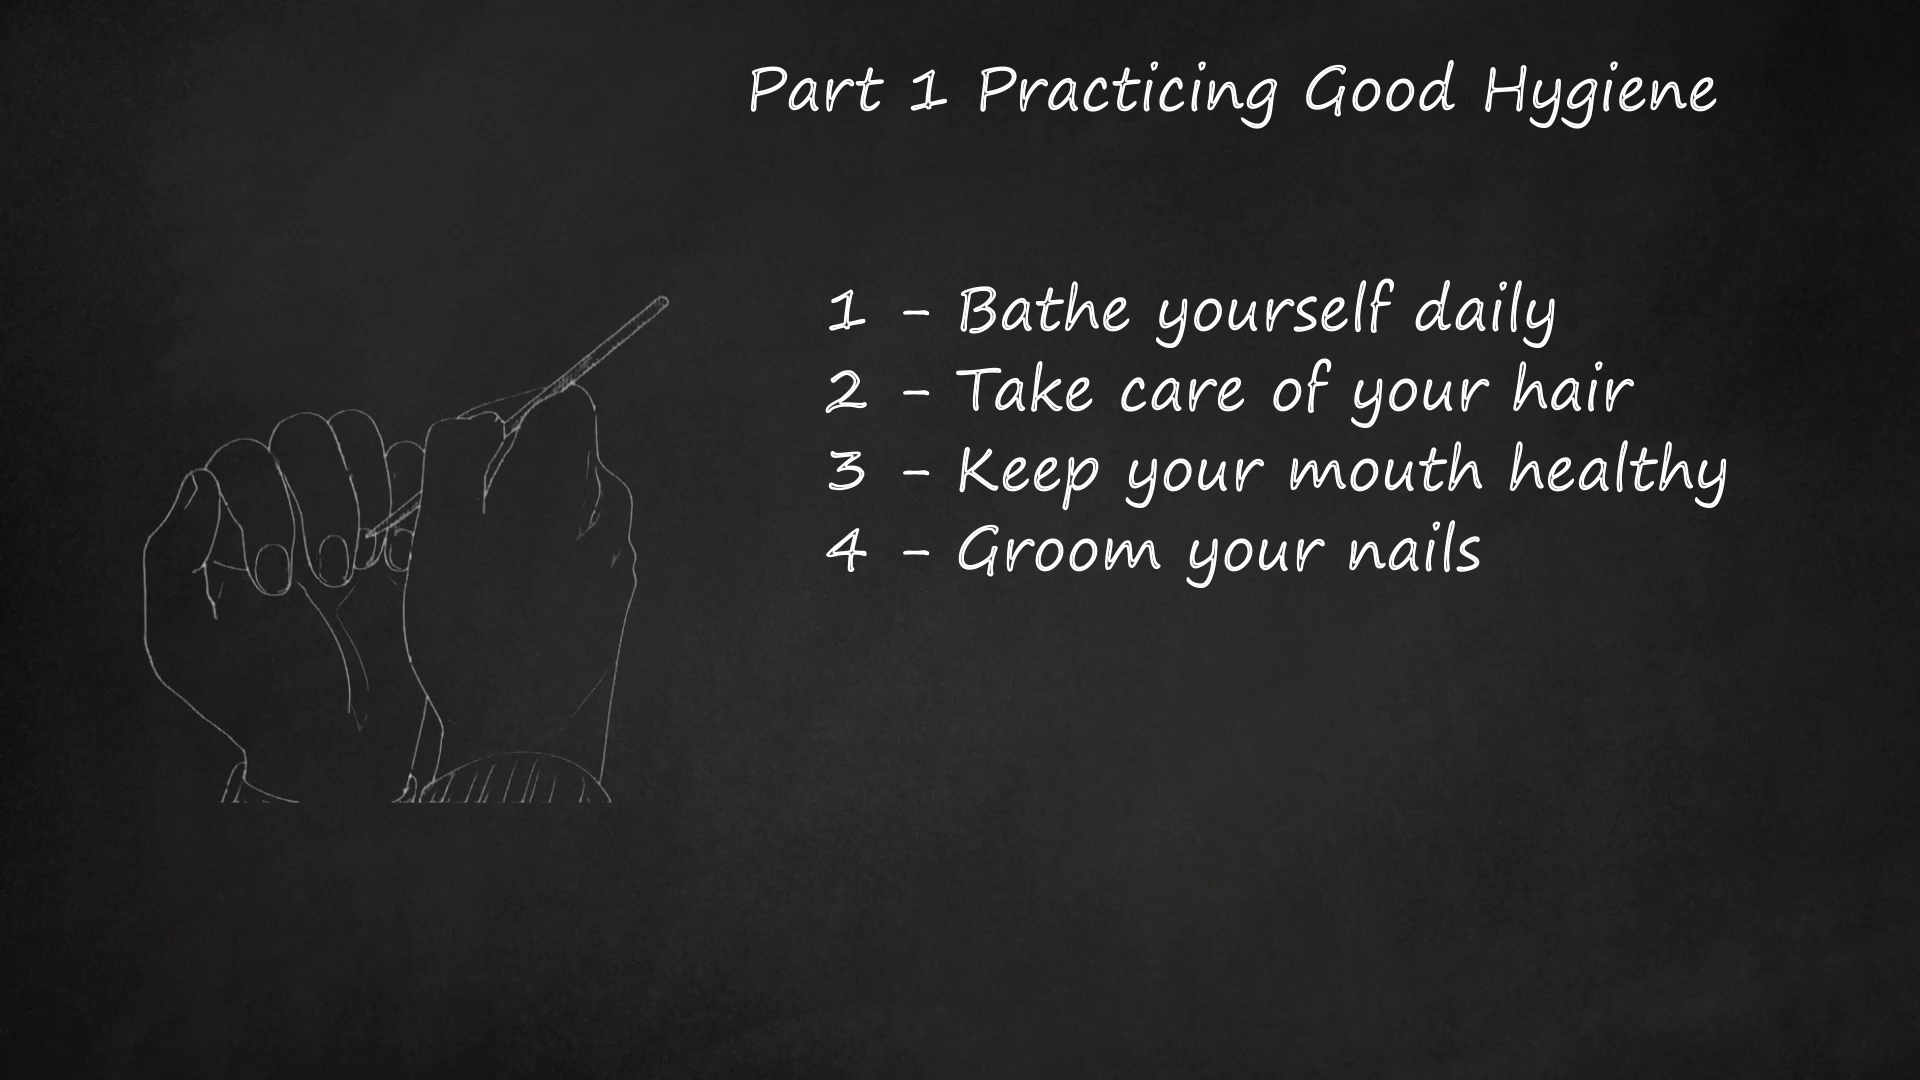 Part 1 Practicing Good Hygiene
1 - Bathe yourself daily
2 - Take care of your hair
3 - Keep your mouth healthy
4 - Groom your nails